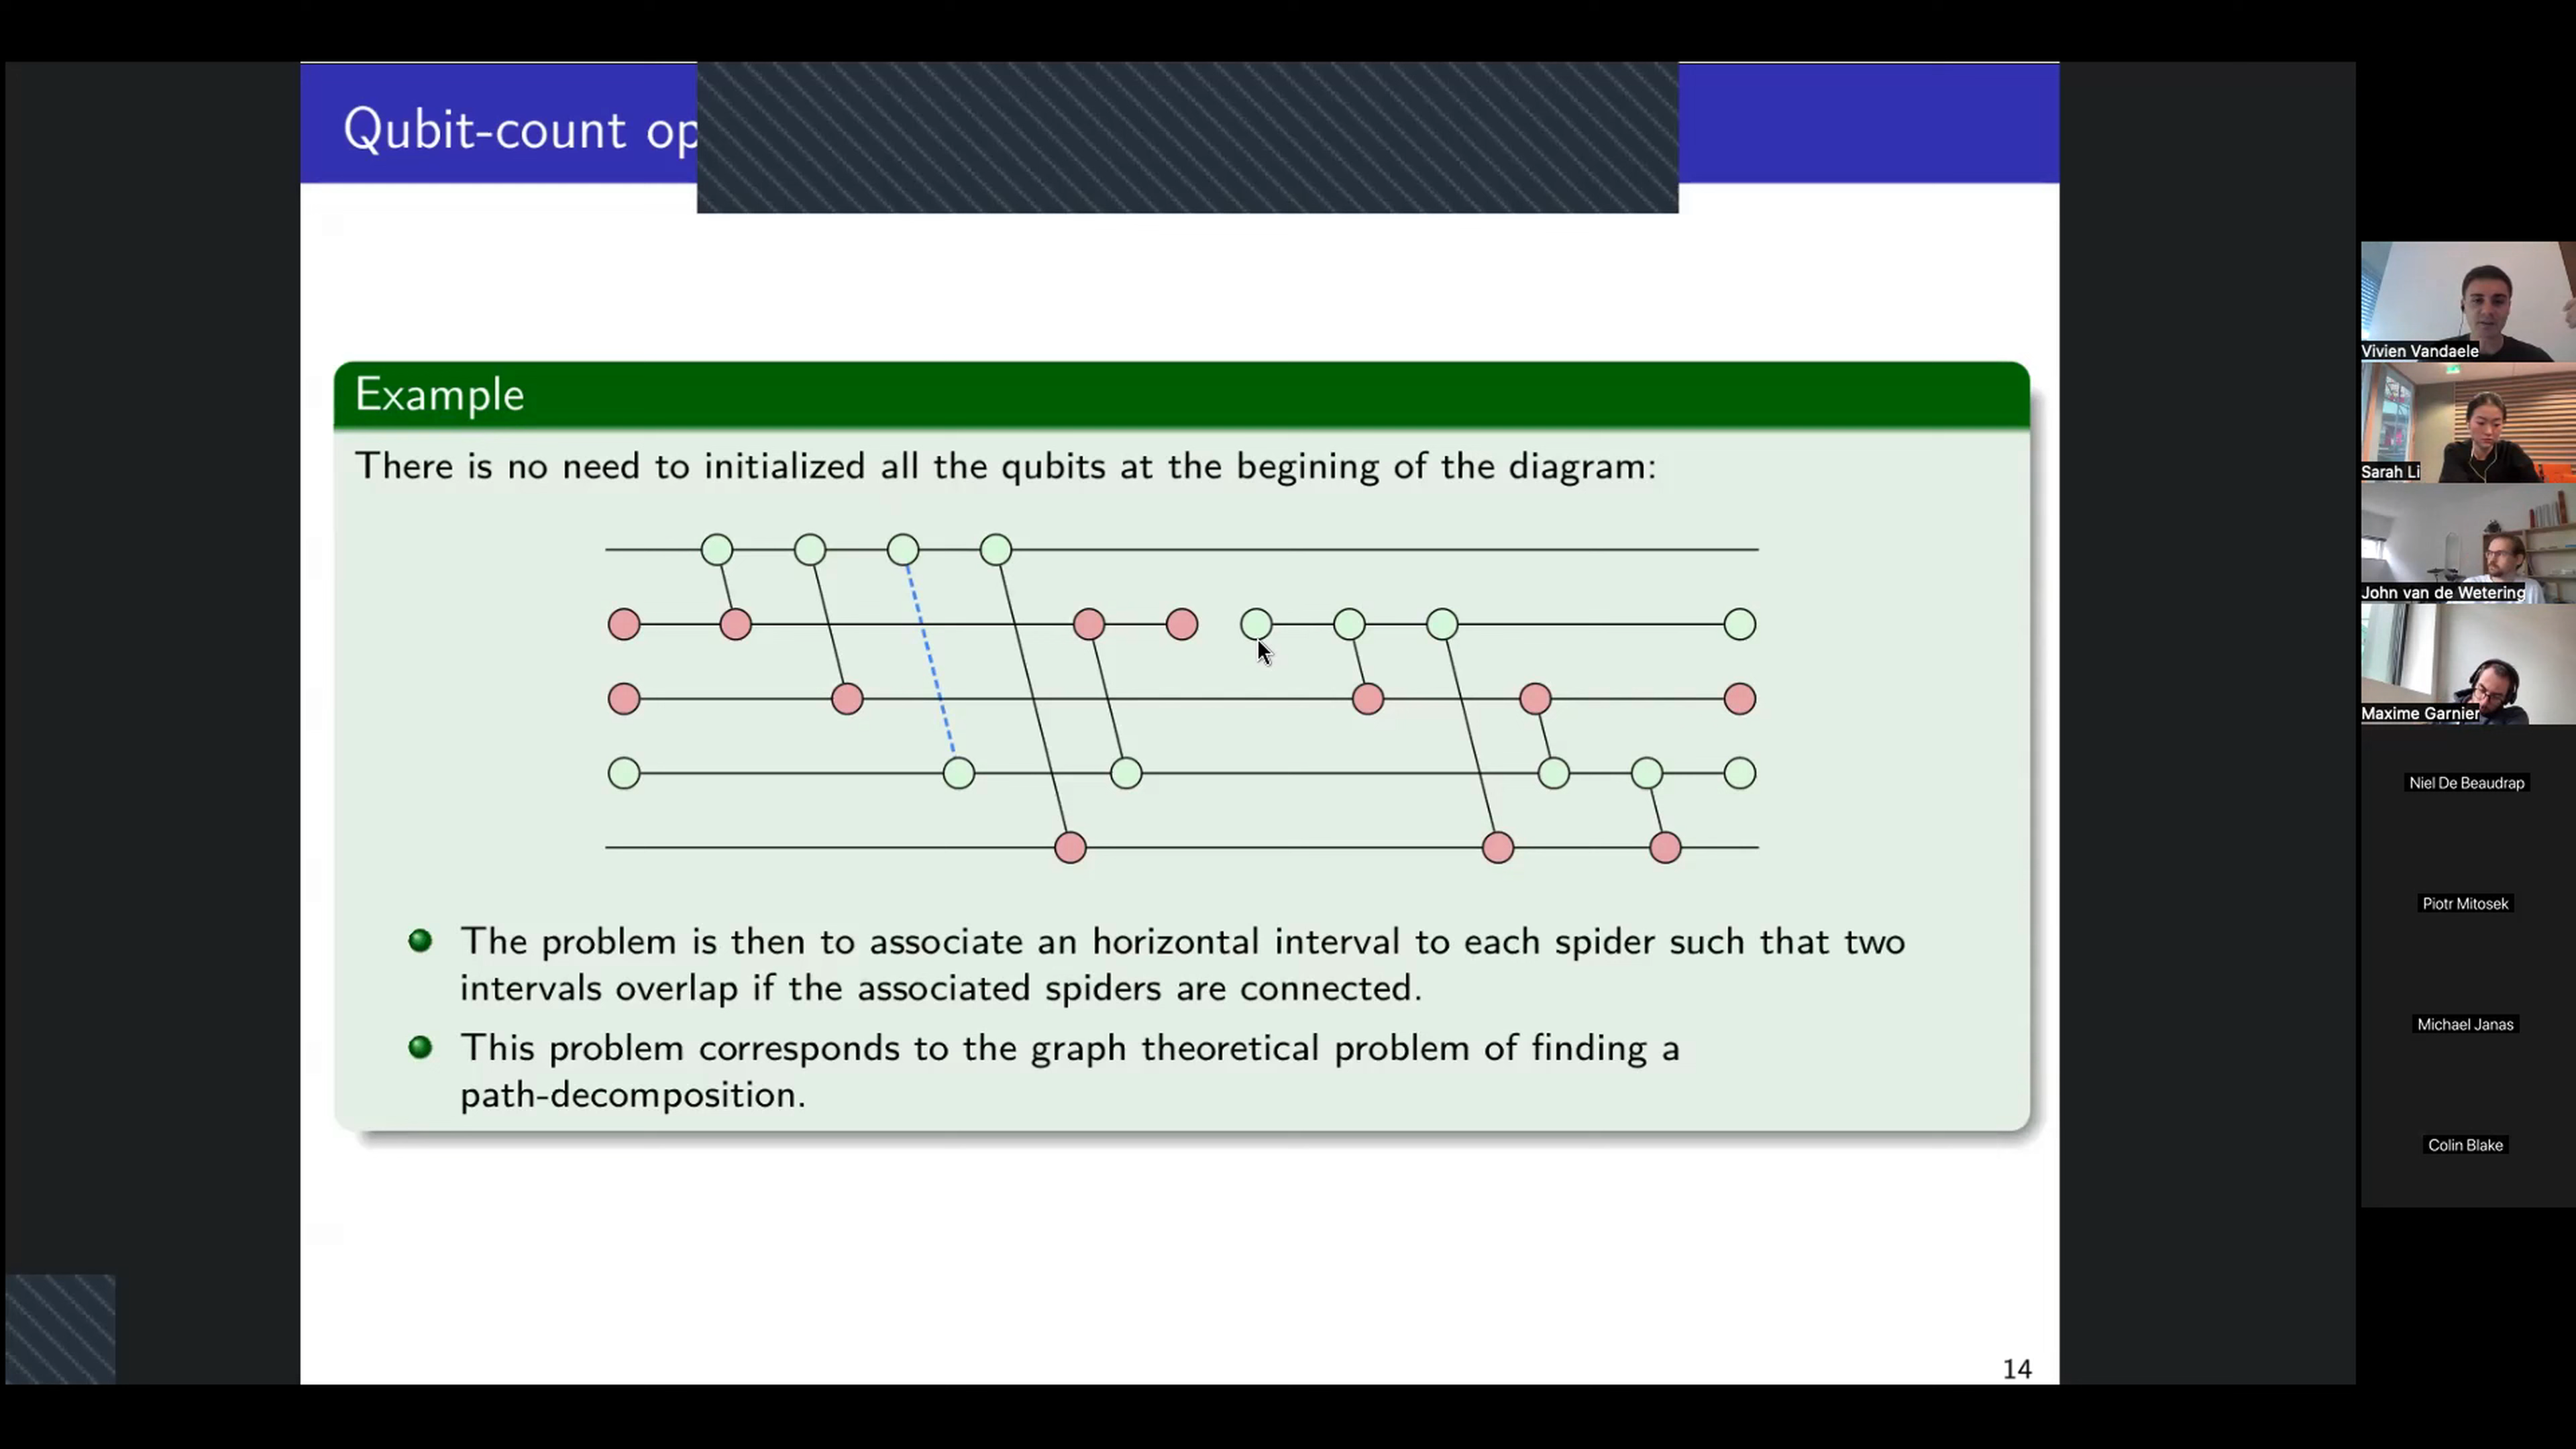 Qubit-count
Example
There is no need to initialized all the qubits at the begining of the diagram:
The problem is then to associate an horizontal interval to each spider such that two
intervals overlap if the associated spiders are connected.
This problem corresponds to the graph theoretical problem of finding a
path-decomposition.
14
Vivien Vandaele
Sarah Li
John van de Wetering
Maxime Garnier
Niel De Beaudrap
Piotr Mitosek
Michael Janas
Colin Blake